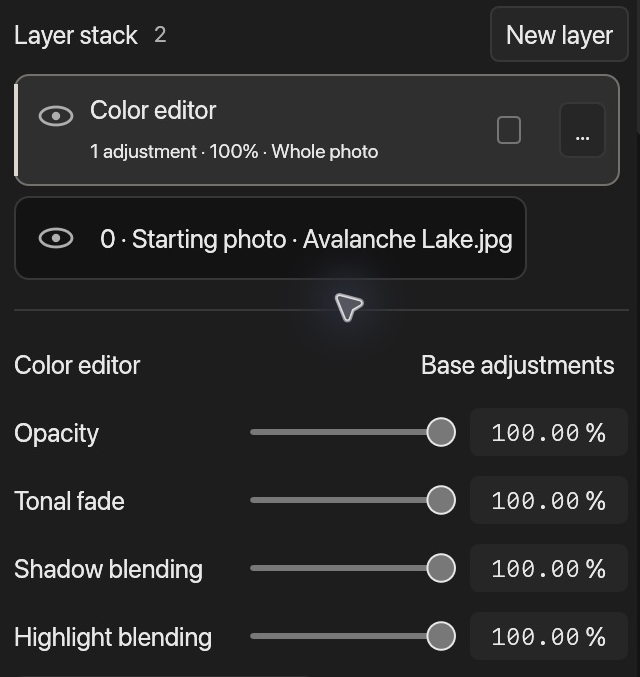 Layer stack 2
New layer
Color editor
1 adjustment · 100% · Whole photo
...
0 · Starting photo · Avalanche Lake.jpg
Color editor
Base adjustments
Opacity 100.00 %
Tonal fade 100.00 %
Shadow blending 100.00 %
Highlight blending 100.00 %